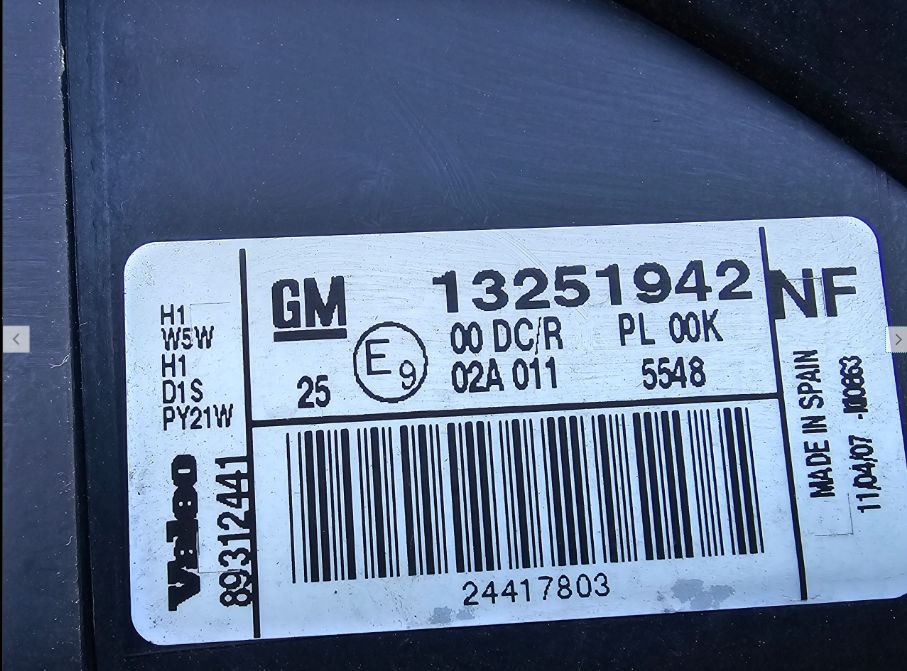 H1
W5W
H1
D1S
PY21W
Valeo
89312441
GM
13251942
NF
25
E9
00 DC/R
PL 00K
02A 011
5548
24417803
MADE IN SPAIN
11/04/07